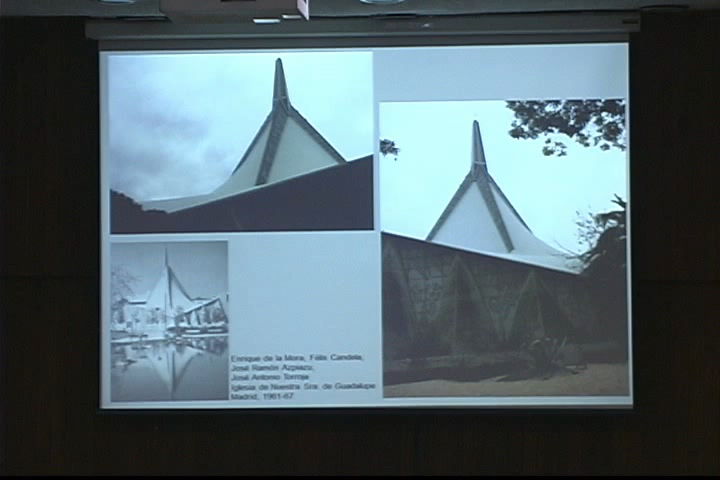 Enrique de la Mora, Félix Candela,
José Ramón Azpiazu,
José Antonio Torroja
Iglesia de Nuestra Sra. de Guadalupe
Madrid, 1961-67